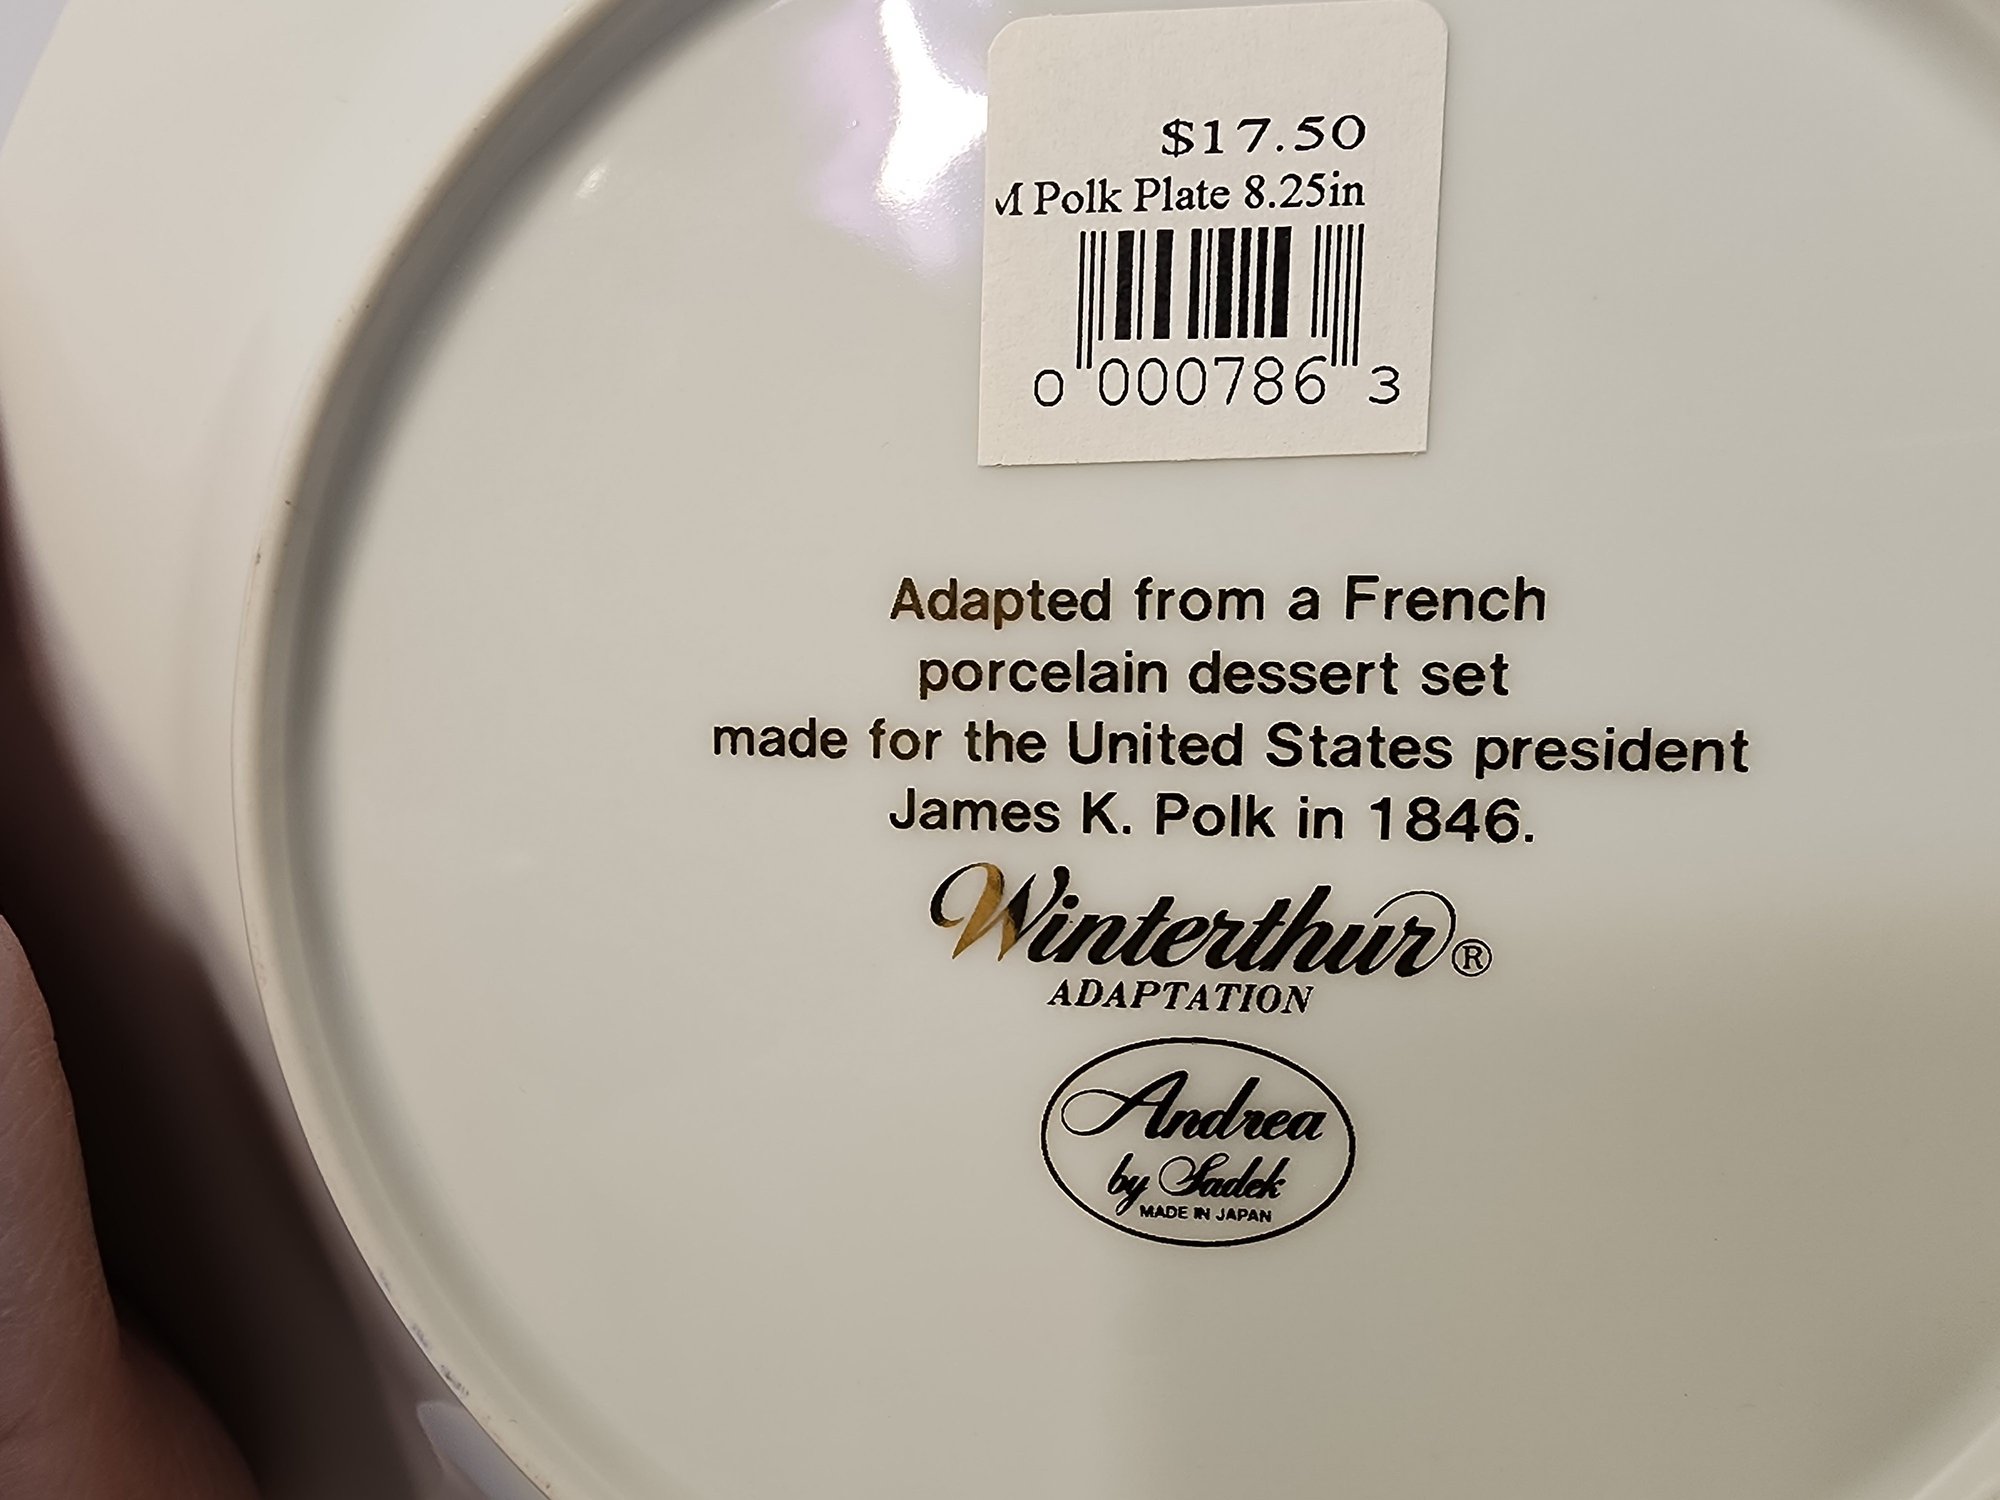 $17.50
M Polk Plate 8.25in
0 000786 3
Adapted from a French
porcelain dessert set
made for the United States president
James K. Polk in 1846.
Winterthur®
ADAPTATION
Andrea
by Sadek
MADE IN JAPAN